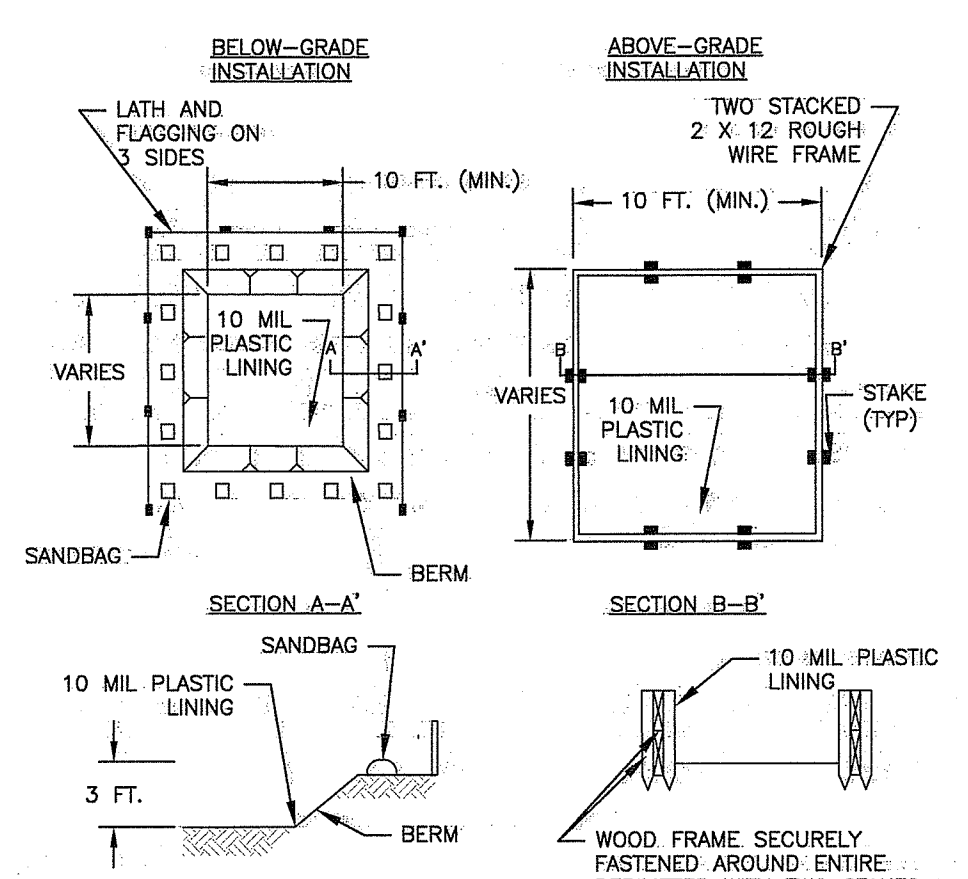 BELOW-GRADE
INSTALLATION
LATH AND
FLAGGING ON
3 SIDES
10 FT. (MIN.)
10 MIL
PLASTIC
LINING
A
A'
VARIES
SANDBAG
BERM
ABOVE-GRADE
INSTALLATION
TWO STACKED
2 X 12 ROUGH
WIRE FRAME
10 FT. (MIN.)
B
B'
VARIES
10 MIL
PLASTIC
LINING
STAKE
(TYP)
SECTION A-A'
SANDBAG
10 MIL PLASTIC
LINING
3 FT.
BERM
SECTION B-B'
10 MIL PLASTIC
LINING
WOOD FRAME SECURELY
FASTENED AROUND ENTIRE